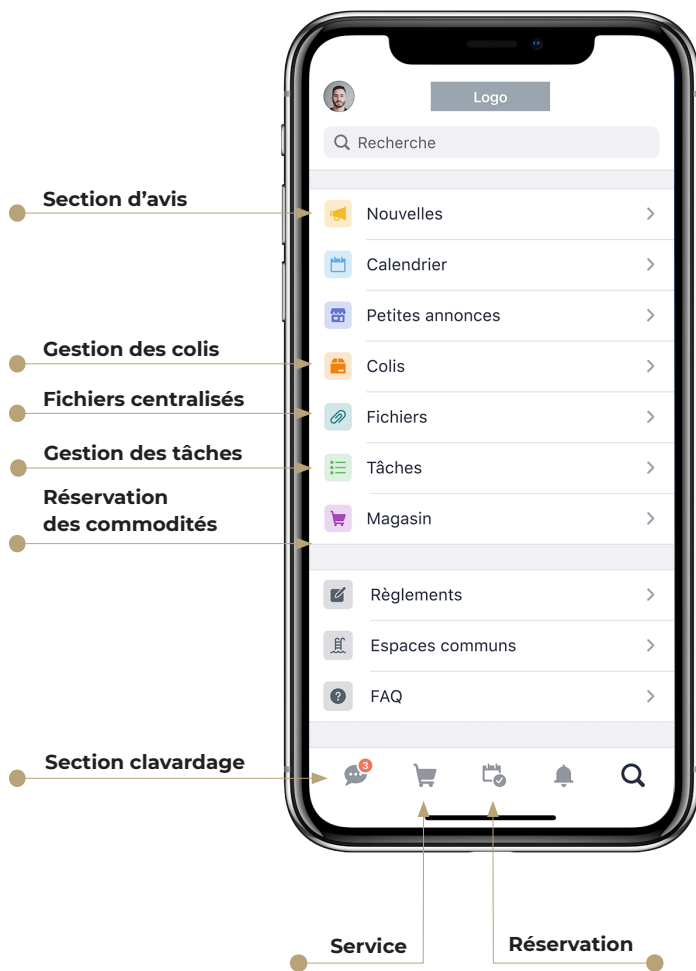 Logo
Recherche
Section d’avis
Nouvelles
Calendrier
Petites annonces
Gestion des colis
Colis
Fichiers centralisés
Fichiers
Gestion des tâches
Tâches
Réservation
des commodités
Magasin
Règlements
Espaces communs
FAQ
Section clavardage
3
Service
Réservation